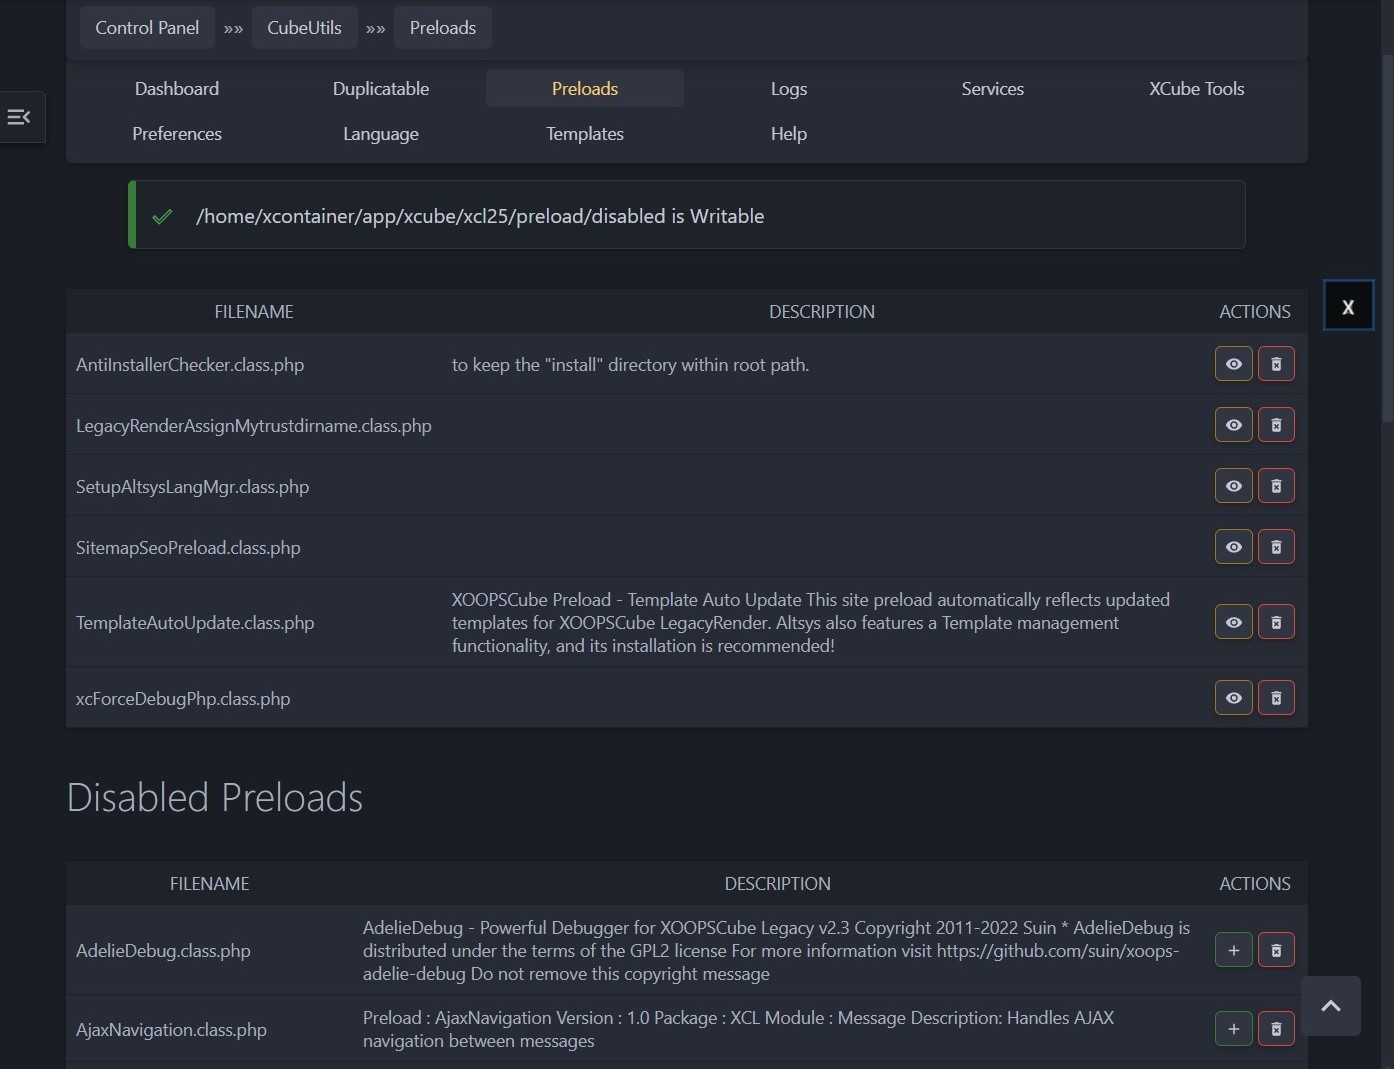 Control Panel »» CubeUtils »» Preloads
Dashboard Duplicatable Preloads Logs Services XCube Tools
Preferences Language Templates Help
/home/xcontainer/app/xcube/xcl25/preload/disabled is Writable
X
FILENAME DESCRIPTION ACTIONS
AntiInstallerChecker.class.php to keep the "install" directory within root path.
LegacyRenderAssignMytrustdirname.class.php
SetupAltsysLangMgr.class.php
SitemapSeoPreload.class.php
TemplateAutoUpdate.class.php
XOOPSCube Preload - Template Auto Update This site preload automatically reflects updated
templates for XOOPSCube LegacyRender. Altsys also features a Template management
functionality, and its installation is recommended!
xcForceDebugPhp.class.php
Disabled Preloads
FILENAME DESCRIPTION ACTIONS
AdelieDebug.class.php
AdelieDebug - Powerful Debugger for XOOPSCube Legacy v2.3 Copyright 2011-2022 Suin * AdelieDebug is
distributed under the terms of the GPL2 license For more information visit https://github.com/suin/xoops-
adelie-debug Do not remove this copyright message
AjaxNavigation.class.php
Preload : AjaxNavigation Version : 1.0 Package : XCL Module : Message Description: Handles AJAX
navigation between messages